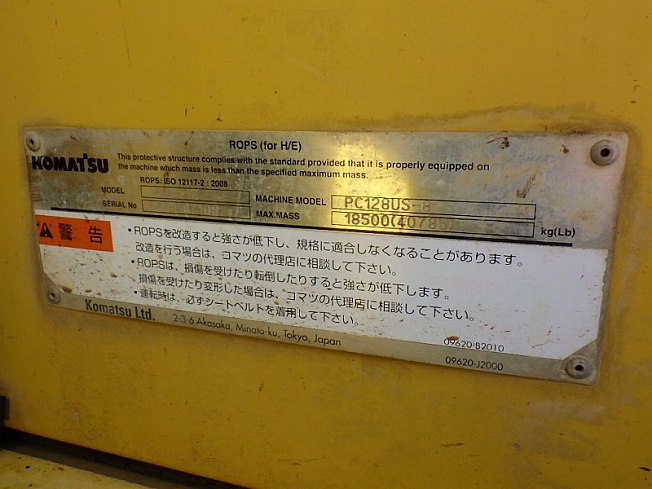 ROPS (for H/E)
KOMATSU
This protective structure complies with the standard provided that it is properly equipped on
the machine which mass is less than the specified maximum mass.
ROPS: ISO 12117-2 : 2008
MODEL
MACHINE MODEL PC128US-8
SERIAL No
MAX.MASS 18500(40785) kg(Lb)
警告
・ROPSを改造すると強さが低下し、規格に適合しなくなることがあります。
改造を行う場合は、コマツの代理店に相談して下さい。
・ROPSは、損傷を受けたり転倒したりすると強さが低下します。
損傷を受けたり変形した場合は、コマツの代理店に相談して下さい。
・運転時は、必ずシートベルトを着用して下さい。
Komatsu Ltd.
2-3-6 Akasaka, Minato-ku, Tokyo, Japan
09620-B2010
09620-J2000